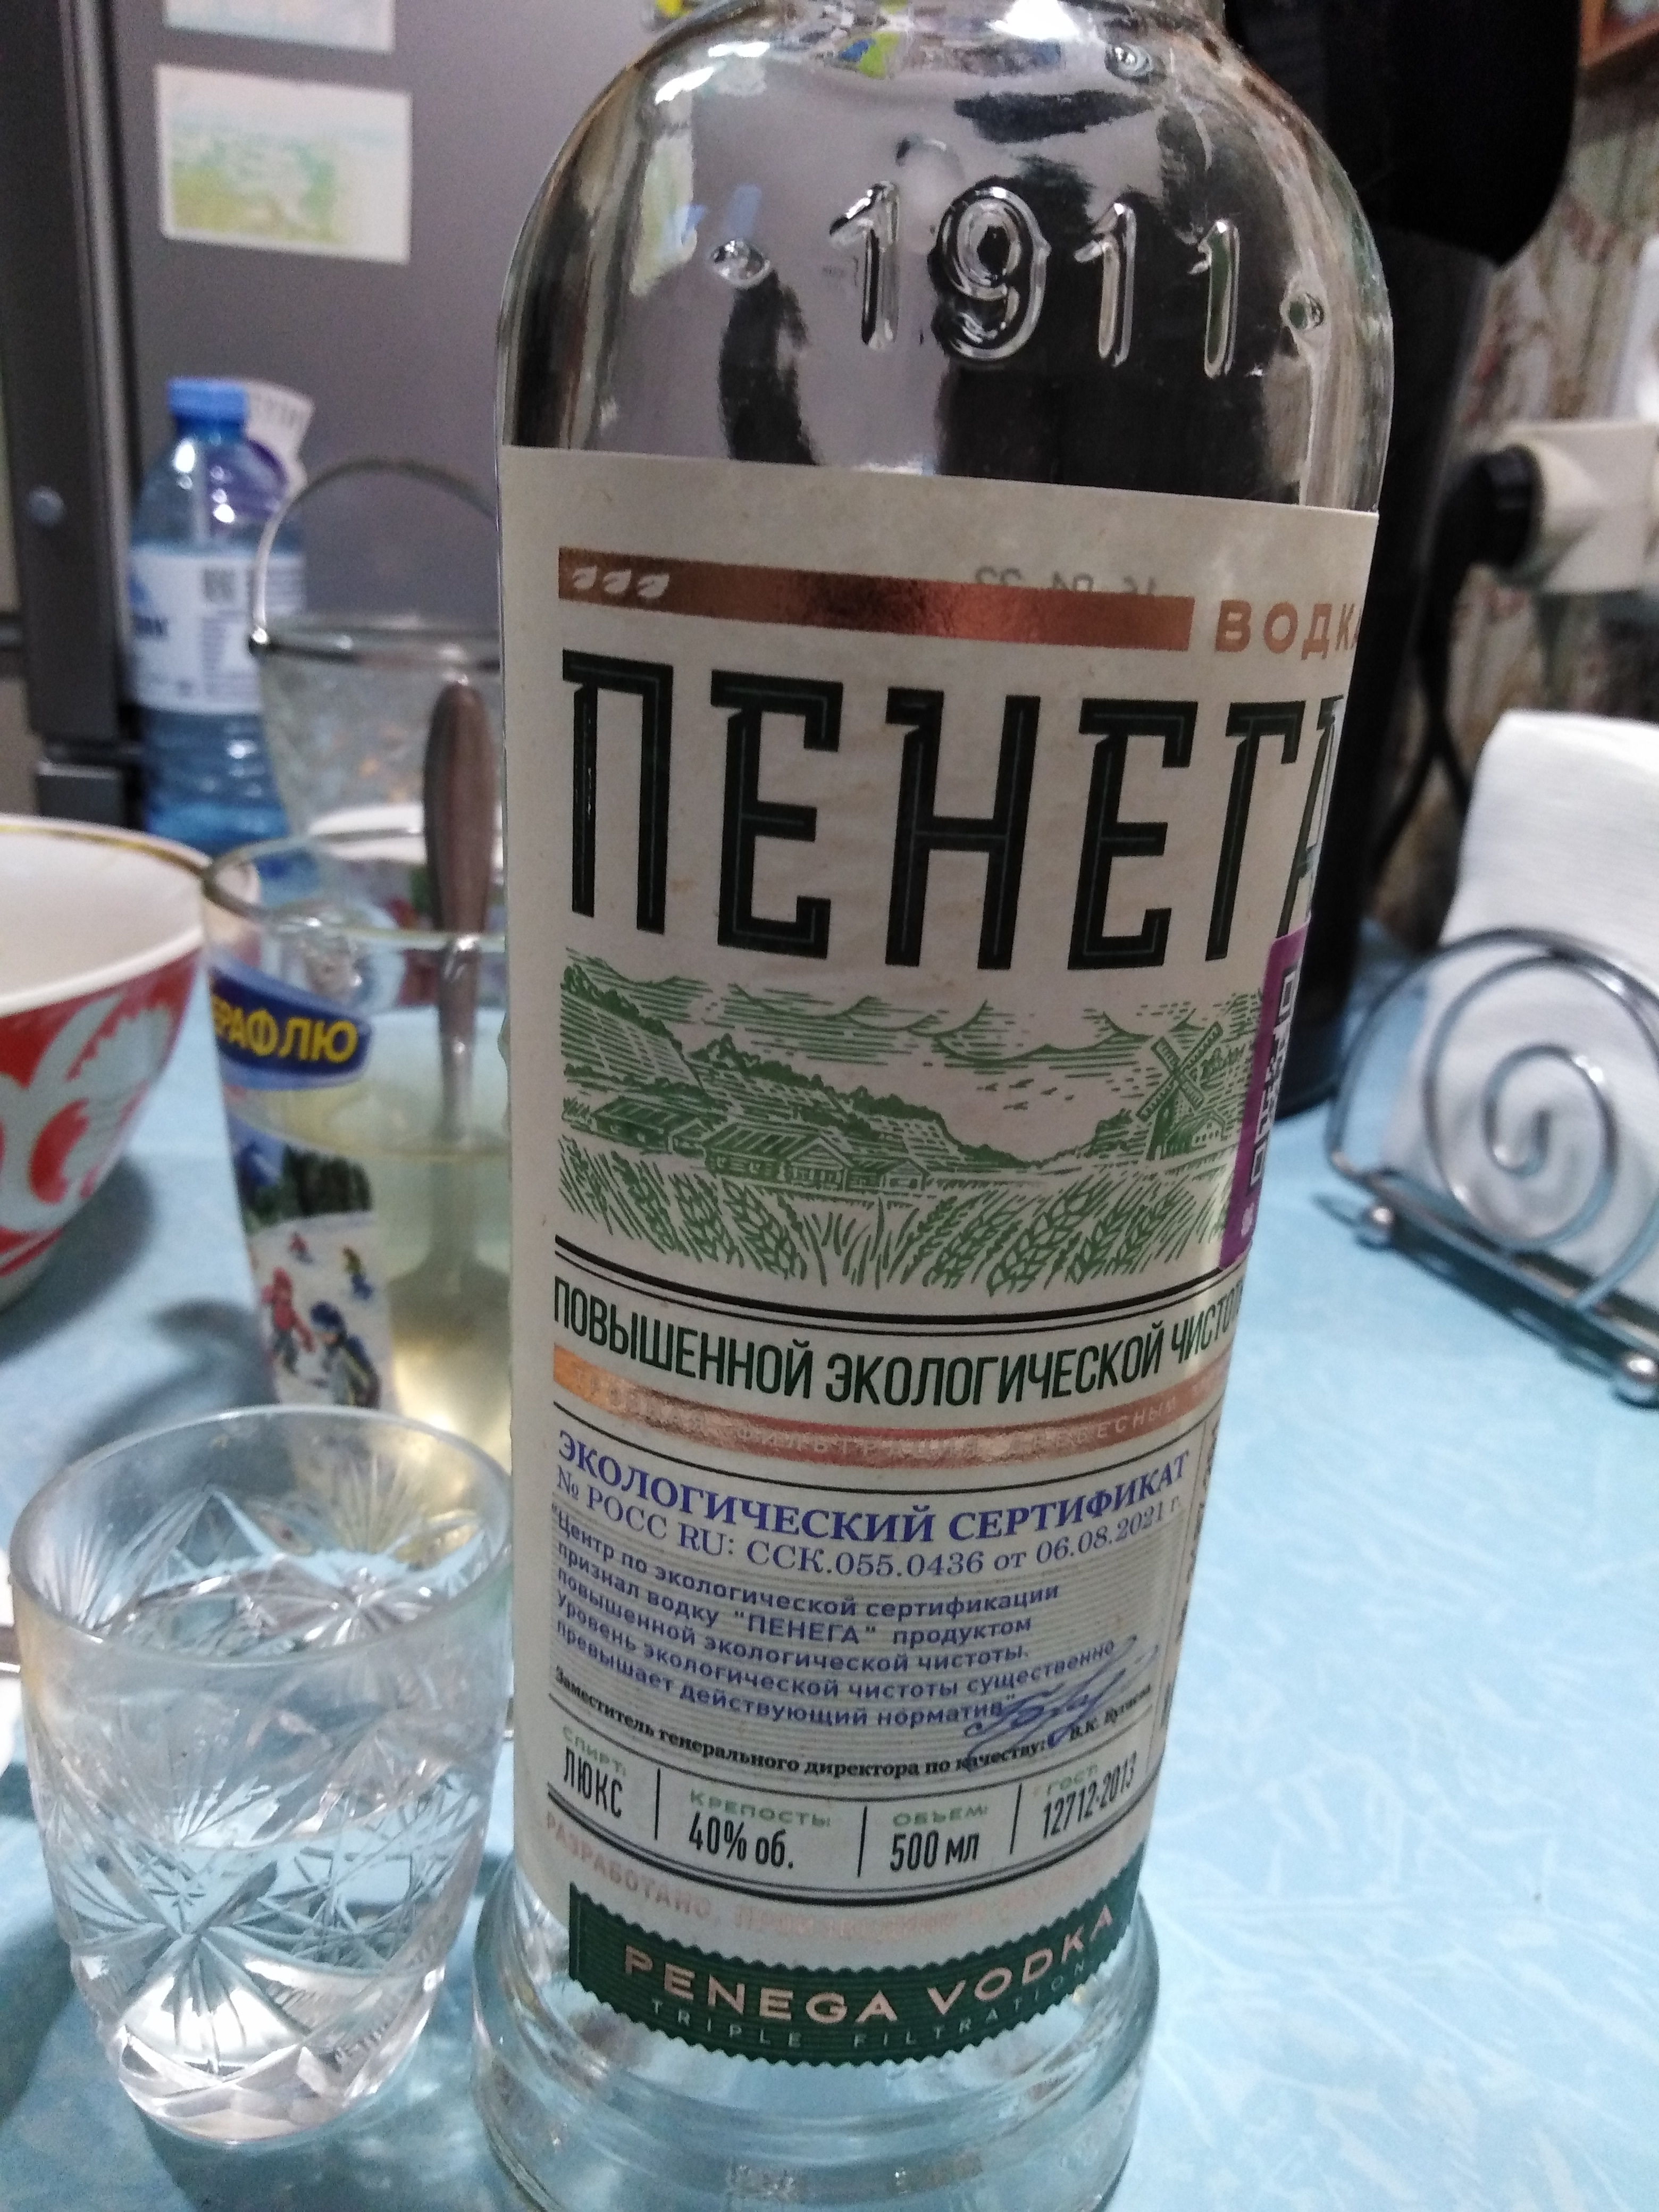 1911
ВОДКА
ПЕНЕГА
ПОВЫШЕННОЙ ЭКОЛОГИЧЕСКОЙ ЧИСТОТЫ
ЭКОЛОГИЧЕСКИЙ СЕРТИФИКАТ
№ РОСС RU: ССК.055.0436 от 06.08.2021 г.
"Центр по экологической сертификации
признал водку "ПЕНЕГА" продуктом
повышенной экологической чистоты.
Уровень экологической чистоты существенно
превышает действующий норматив"
Заместитель генерального директора по качеству: В.К.
СПИРТ:
ЛЮКС
КРЕПОСТЬ:
40% об.
ОБЪЕМ:
500 мл
ГОСТ:
12712-2013
РАЗРАБОТАНО,
PENEGA VODKA
TRIPLE FILTRATION
ЕРАФЛЮ